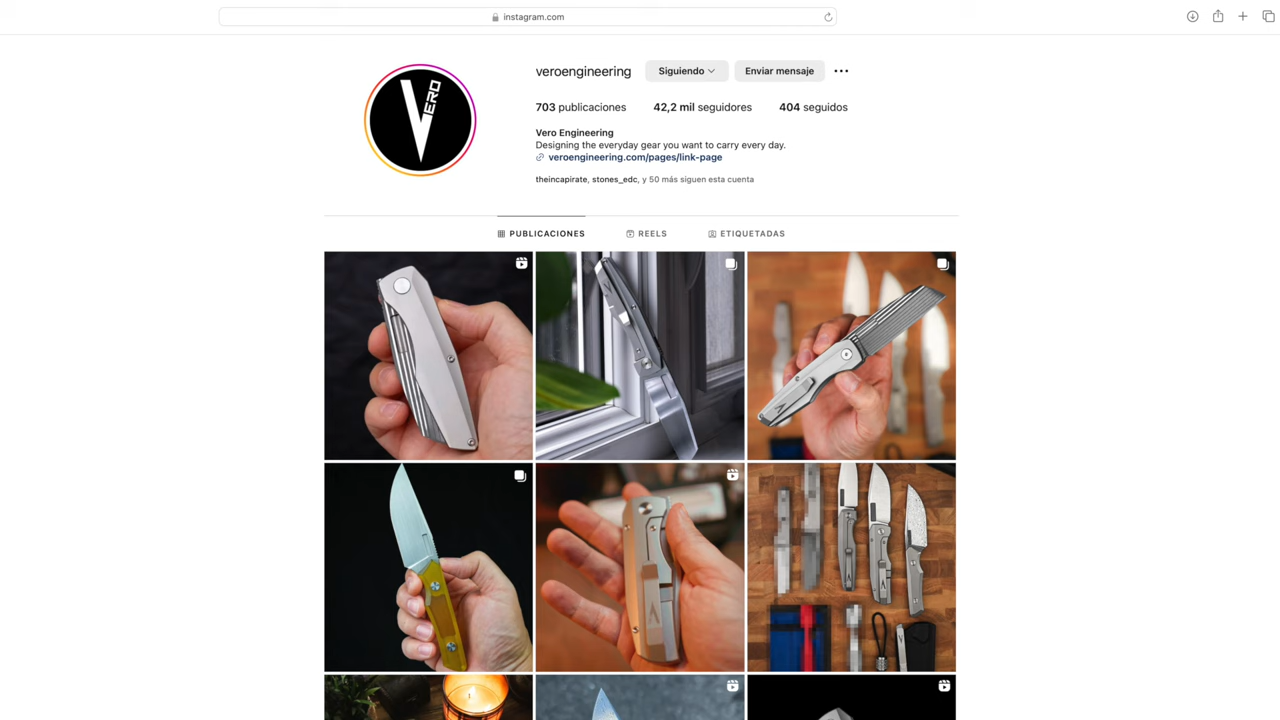 instagram.com
VERO
veroengineering
Siguiendo
Enviar mensaje
703 publicaciones 42,2 mil seguidores 404 seguidos
Vero Engineering
Designing the everyday gear you want to carry every day.
veroengineering.com/pages/link-page
theincapirate, stones_edc, y 50 más siguen esta cuenta
PUBLICACIONES REELS ETIQUETADAS